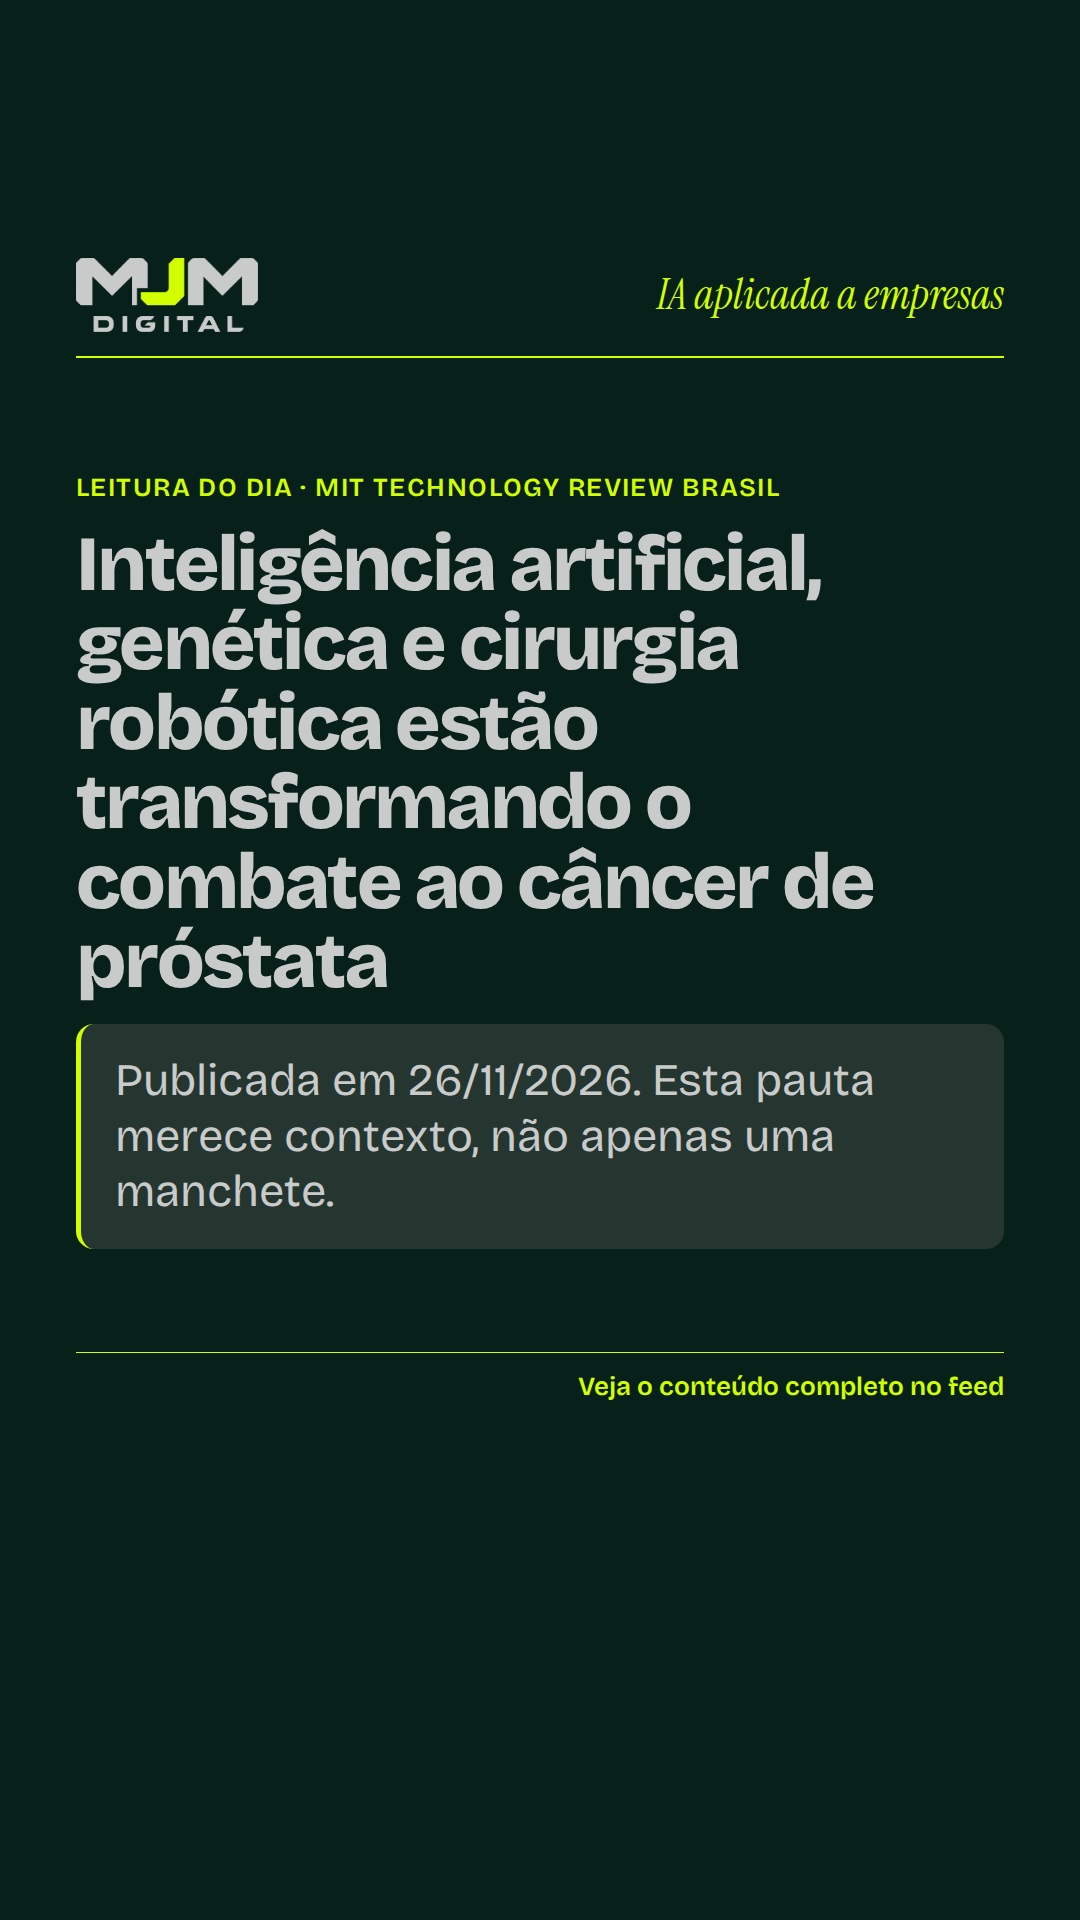 MJM
DIGITAL
IA aplicada a empresas
LEITURA DO DIA · MIT TECHNOLOGY REVIEW BRASIL
Inteligência artificial,
genética e cirurgia
robótica estão
transformando o
combate ao câncer de
próstata
Publicada em 26/11/2026. Esta pauta
merece contexto, não apenas uma
manchete.
Veja o conteúdo completo no feed